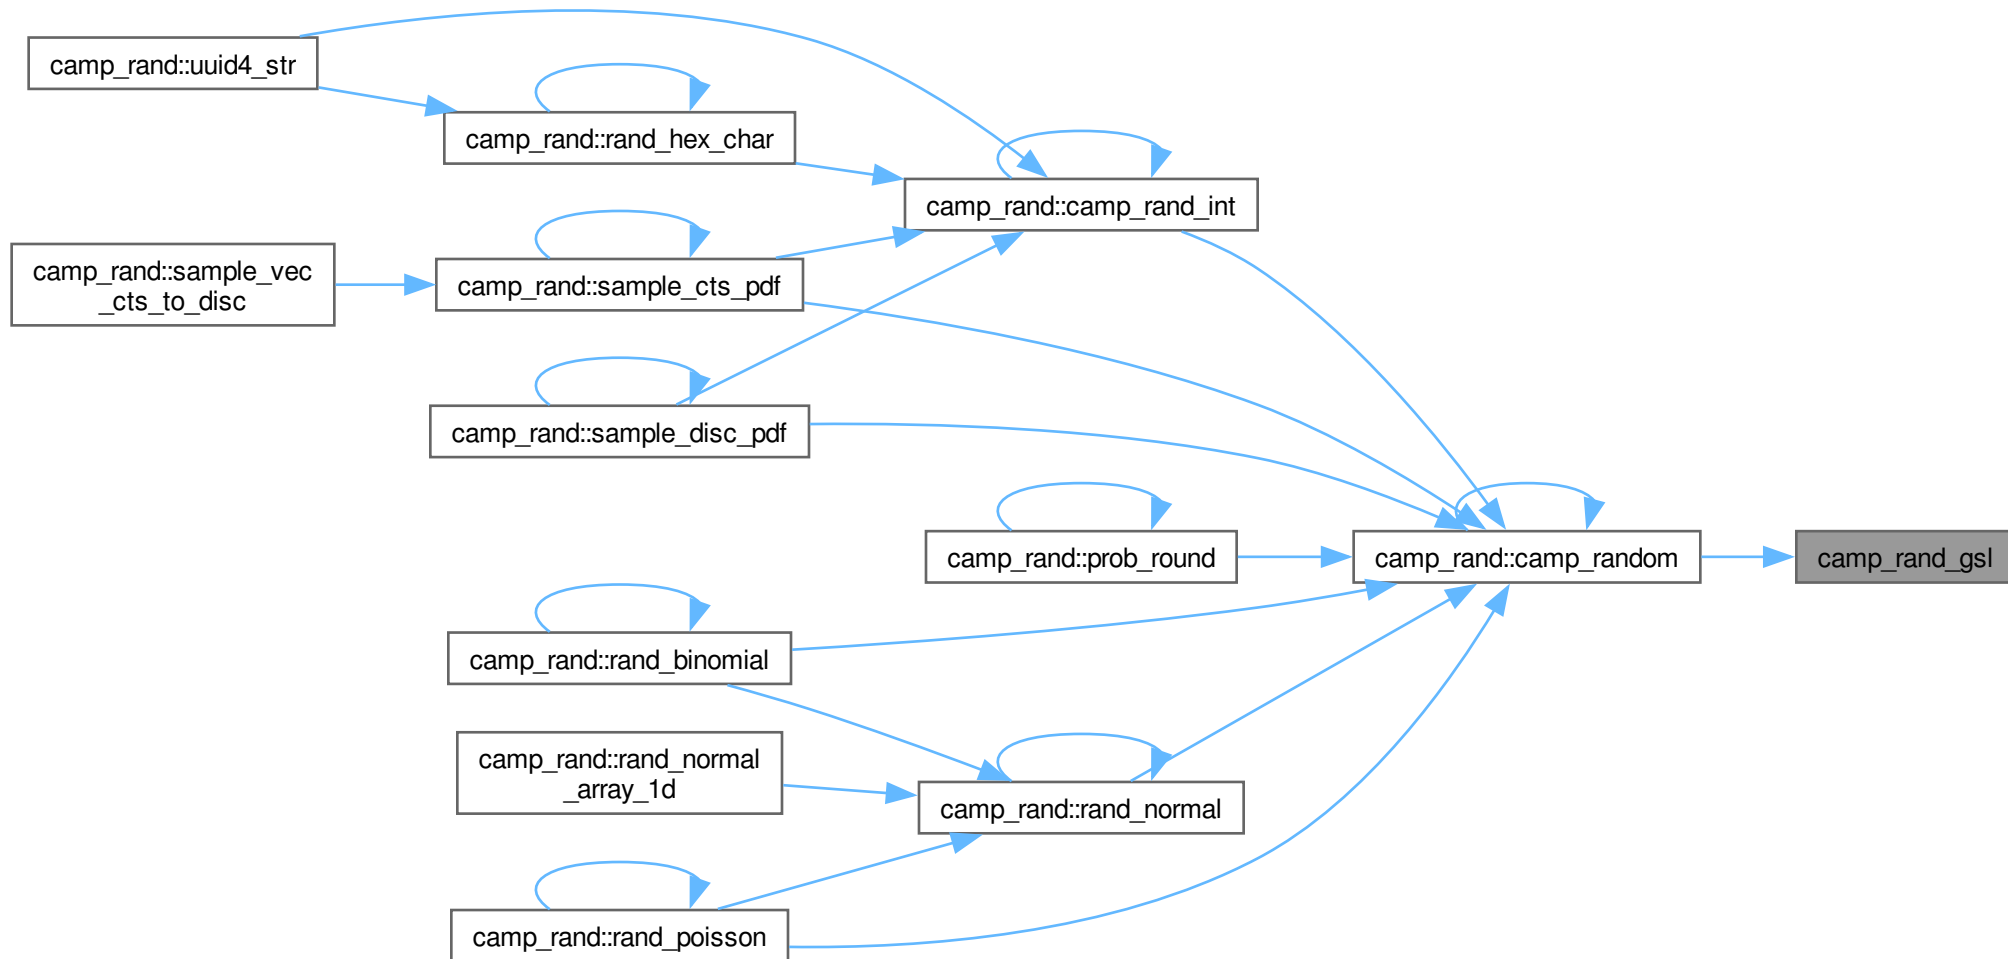 camp_rand::uuid4_str
camp_rand::rand_hex_char
camp_rand::camp_rand_int
camp_rand::sample_vec
_cts_to_disc
camp_rand::sample_cts_pdf
camp_rand::sample_disc_pdf
camp_rand::prob_round
camp_rand::camp_random
camp_rand_gsl
camp_rand::rand_binomial
camp_rand::rand_normal
_array_1d
camp_rand::rand_normal
camp_rand::rand_poisson